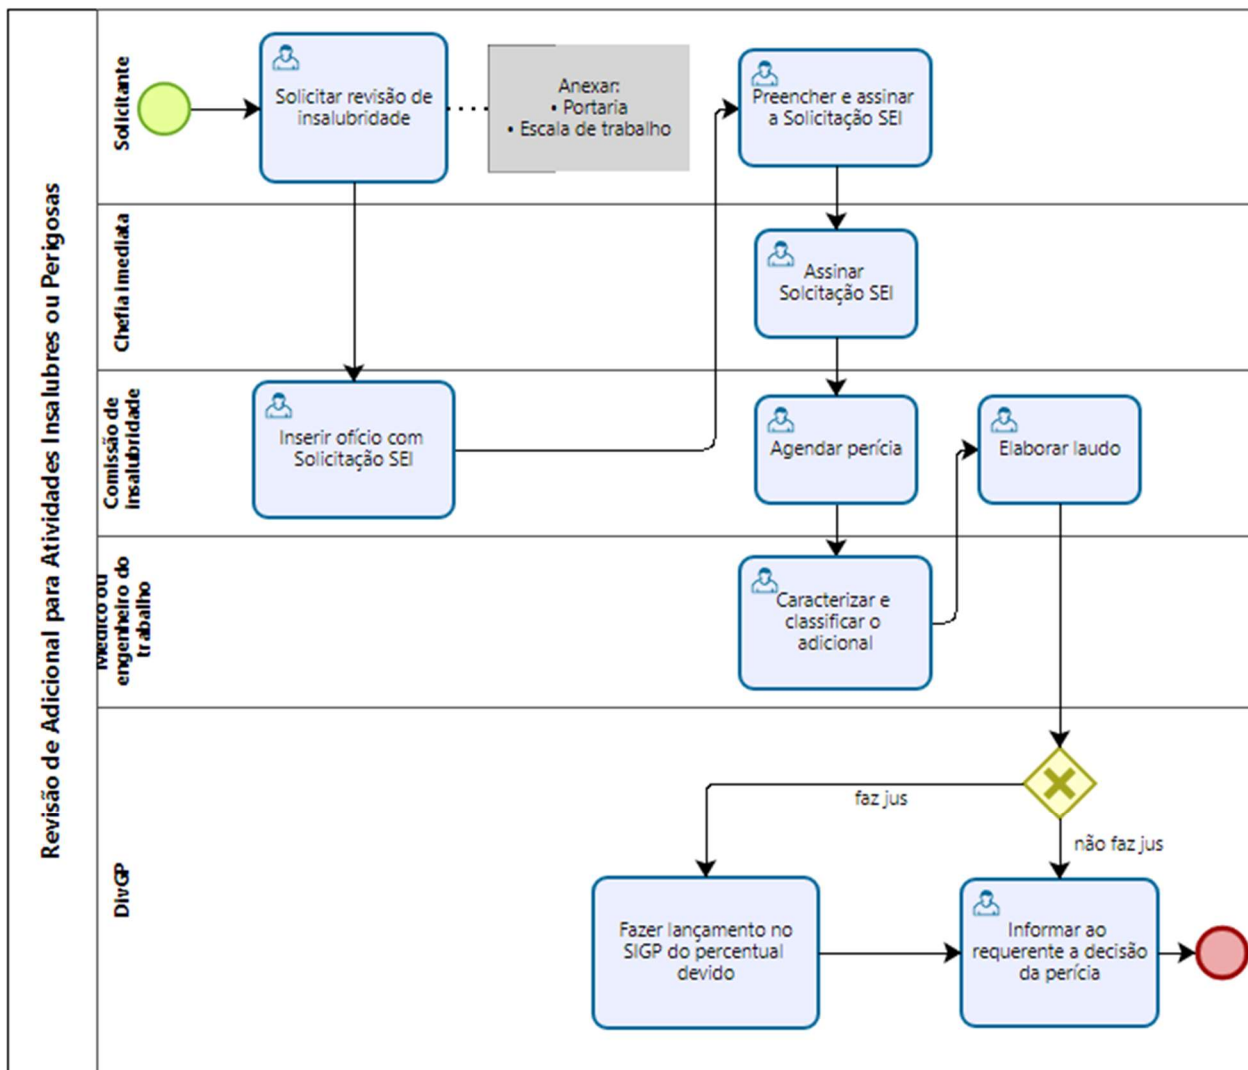 Revisão de Adicional para Atividades Insalubres ou Perigosas
Solicitante
Solicitar revisão de
insalubridade
Anexar:
• Portaria
• Escala de trabalho
Preencher e assinar
a Solicitação SEI
Chefia imediata
Assinar
Solcitação SEI
Comissão de
insalubridade
Inserir ofício com
Solicitação SEI
Agendar perícia
Elaborar laudo
Médico ou
engenheiro do
trabalho
Caracterizar e
classificar o
adicional
DivGP
faz jus
não faz jus
Fazer lançamento no
SIGP do percentual
devido
Informar ao
requerente a decisão
da perícia